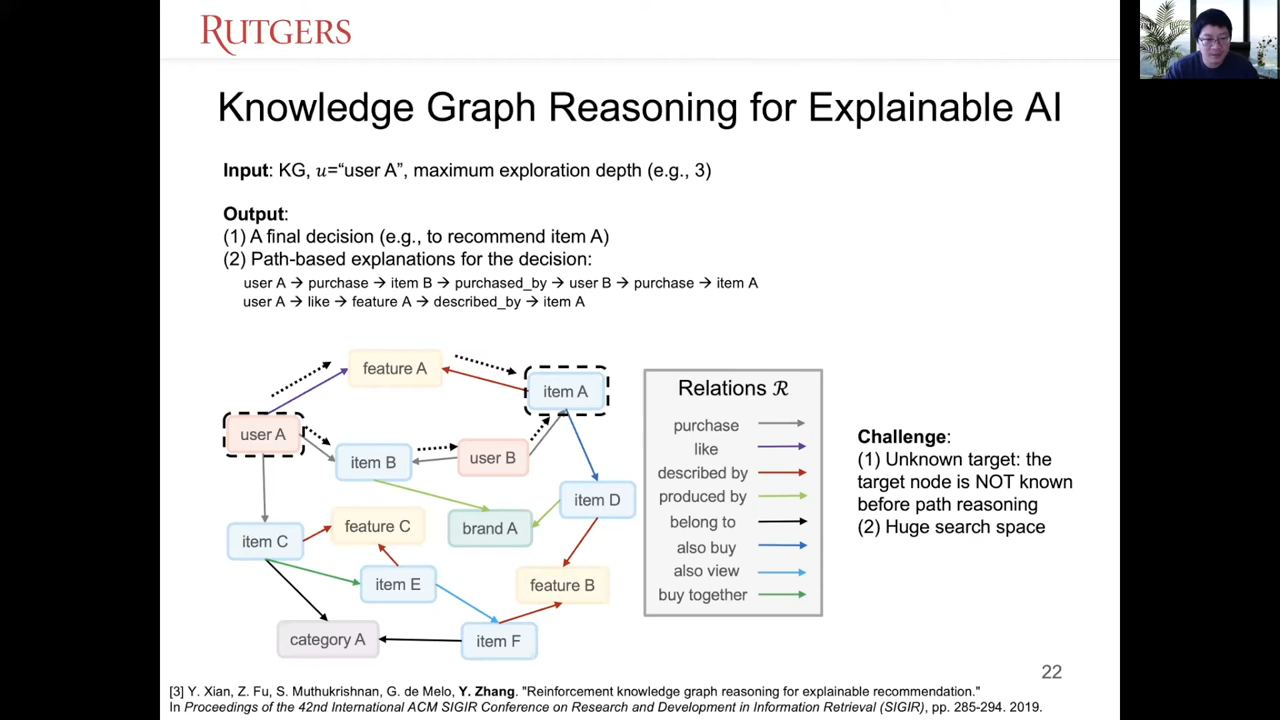 RUTGERS
Knowledge Graph Reasoning for Explainable AI
Input: KG, u=“user A”, maximum exploration depth (e.g., 3)
Output:
(1) A final decision (e.g., to recommend item A)
(2) Path-based explanations for the decision:
user A → purchase → item B → purchased_by → user B → purchase → item A
user A → like → feature A → described_by → item A
feature A
item A
user A
item B
user B
item D
feature C
brand A
item C
item E
feature B
category A
item F
Relations ℛ
purchase
like
described by
produced by
belong to
also buy
also view
buy together
Challenge:
(1) Unknown target: the
target node is NOT known
before path reasoning
(2) Huge search space
22
[3] Y. Xian, Z. Fu, S. Muthukrishnan, G. de Melo, Y. Zhang. "Reinforcement knowledge graph reasoning for explainable recommendation."
In Proceedings of the 42nd International ACM SIGIR Conference on Research and Development in Information Retrieval (SIGIR), pp. 285-294. 2019.